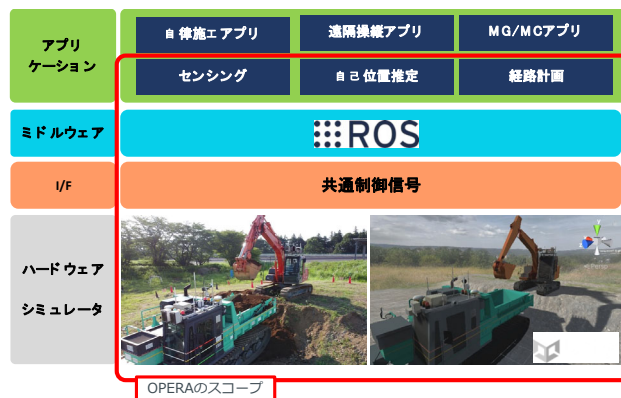 アプリ
ケーション
自律施工アプリ
遠隔操縦アプリ
MG/MCアプリ
センシング
自己位置推定
経路計画
ミドルウェア
ROS
I/F
共通制御信号
ハードウェア
シミュレータ
y
Persp
OPERAのスコープ